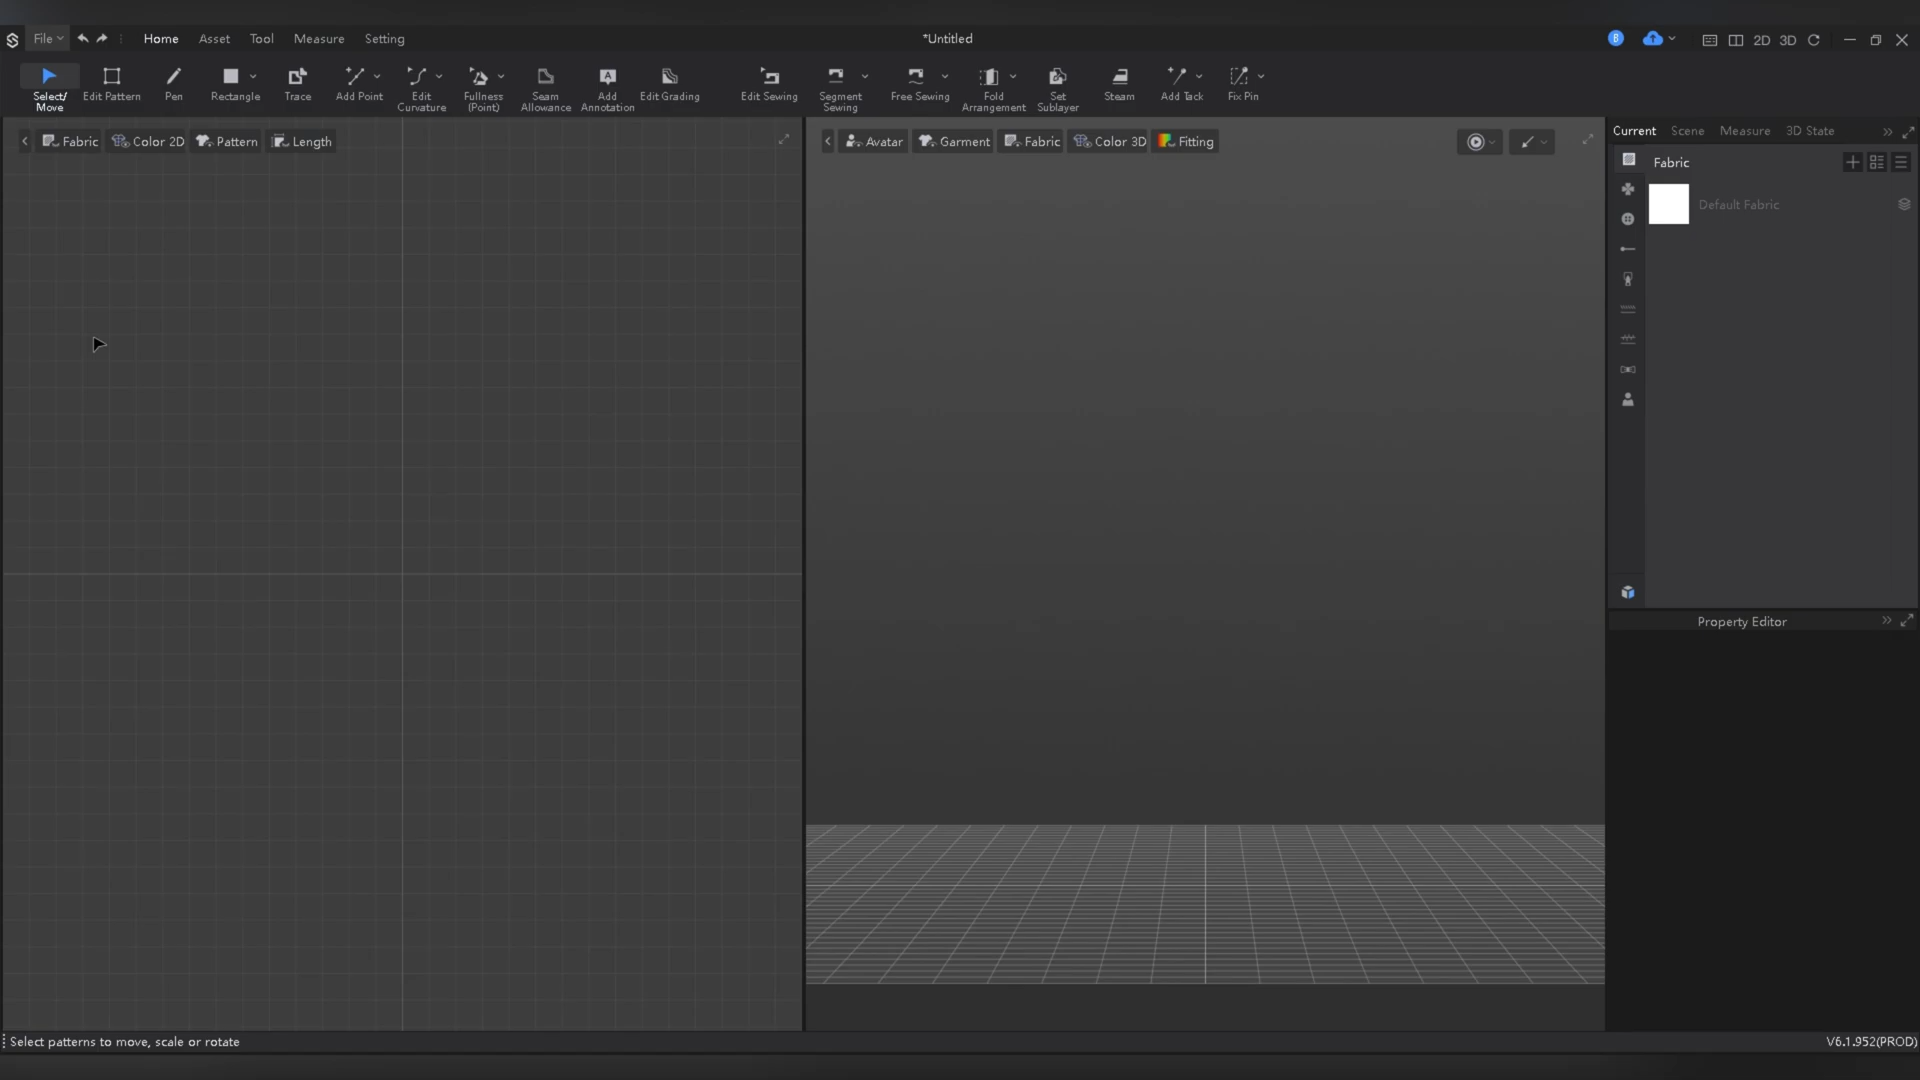 File
Home
Asset
Tool
Measure
Setting
*Untitled
B
2D
3D
Select/
Move
Edit Pattern
Pen
Rectangle
Trace
Add Point
Edit
Curvature
Fullness
(Point)
Seam
Allowance
Add
Annotation
Edit Grading
Edit Sewing
Segment
Sewing
Free Sewing
Fold
Arrangement
Set
Sublayer
Steam
Add Tack
Fix Pin
Fabric
Color 2D
Pattern
Length
Avatar
Garment
Fabric
Color 3D
Fitting
Current
Scene
Measure
3D State
Fabric
Default Fabric
Property Editor
Select patterns to move, scale or rotate
V6.1.952(PROD)